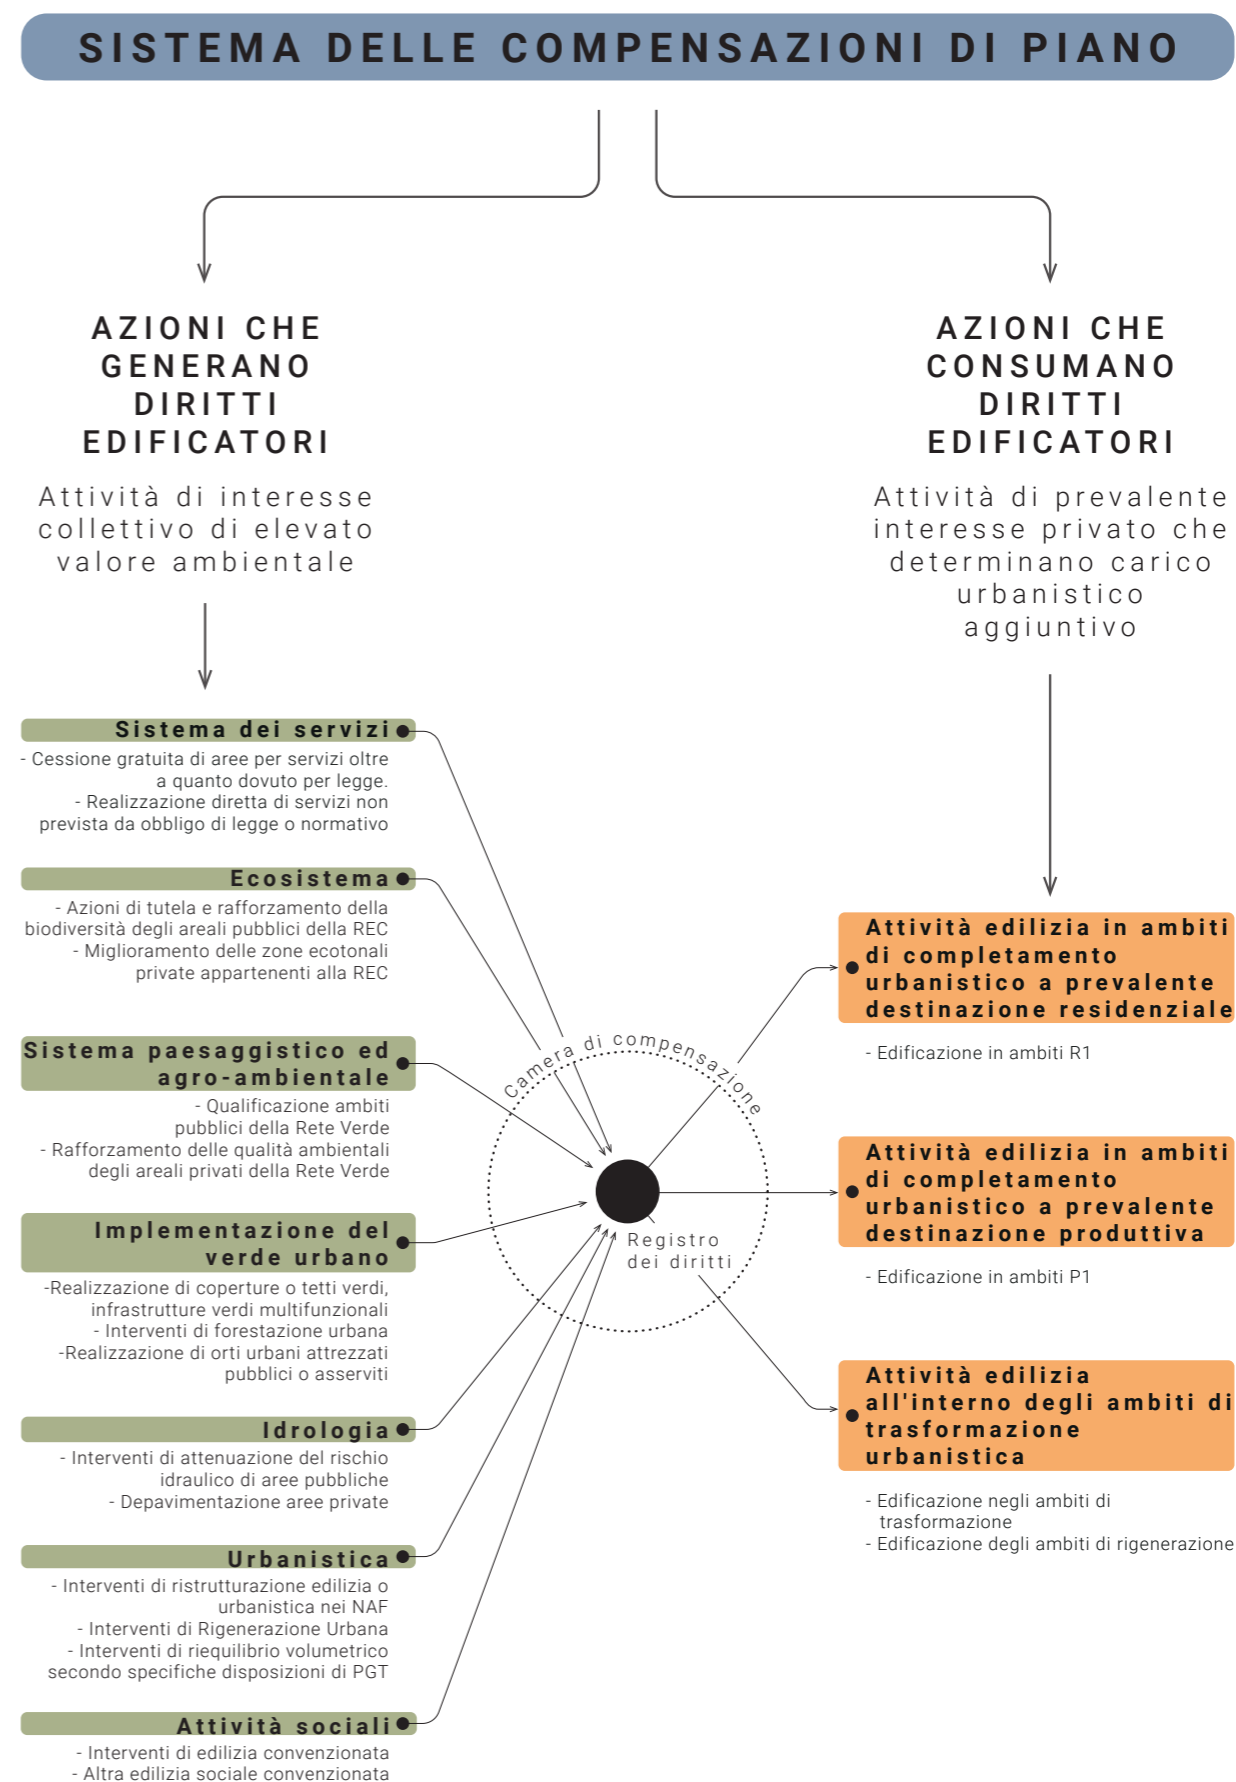 SISTEMA DELLE COMPENSAZIONI DI PIANO
AZIONI CHE
GENERANO
DIRITTI
EDIFICATORI
Attività di interesse
collettivo di elevato
valore ambientale
Sistema dei servizi
- Cessione gratuita di aree per servizi oltre
a quanto dovuto per legge.
- Realizzazione diretta di servizi non
prevista da obbligo di legge o normativo
Ecosistema
- Azioni di tutela e rafforzamento della
biodiversità degli areali pubblici della REC
- Miglioramento delle zone ecotonali
private appartenenti alla REC
Sistema paesaggistico ed
agro-ambientale
- Qualificazione ambiti
pubblici della Rete Verde
- Rafforzamento delle qualità ambientali
degli areali privati della Rete Verde
Implementazione del
verde urbano
-Realizzazione di coperture o tetti verdi,
infrastrutture verdi multifunzionali
- Interventi di forestazione urbana
-Realizzazione di orti urbani attrezzati
pubblici o asserviti
Idrologia
- Interventi di attenuazione del rischio
idraulico di aree pubbliche
- Depavimentazione aree private
Urbanistica
- Interventi di ristrutturazione edilizia o
urbanistica nei NAF
- Interventi di Rigenerazione Urbana
- Interventi di riequilibrio volumetrico
secondo specifiche disposizioni di PGT
Attività sociali
- Interventi di edilizia convenzionata
- Altra edilizia sociale convenzionata
Camera di compensazione
Registro
dei diritti
AZIONI CHE
CONSUMANO
DIRITTI
EDIFICATORI
Attività di prevalente
interesse privato che
determinano carico
urbanistico
aggiuntivo
Attività edilizia in ambiti
di completamento
urbanistico a prevalente
destinazione residenziale
- Edificazione in ambiti R1
Attività edilizia in ambiti
di completamento
urbanistico a prevalente
destinazione produttiva
- Edificazione in ambiti P1
Attività edilizia
all'interno degli ambiti di
trasformazione
urbanistica
- Edificazione negli ambiti di
trasformazione
- Edificazione degli ambiti di rigenerazione